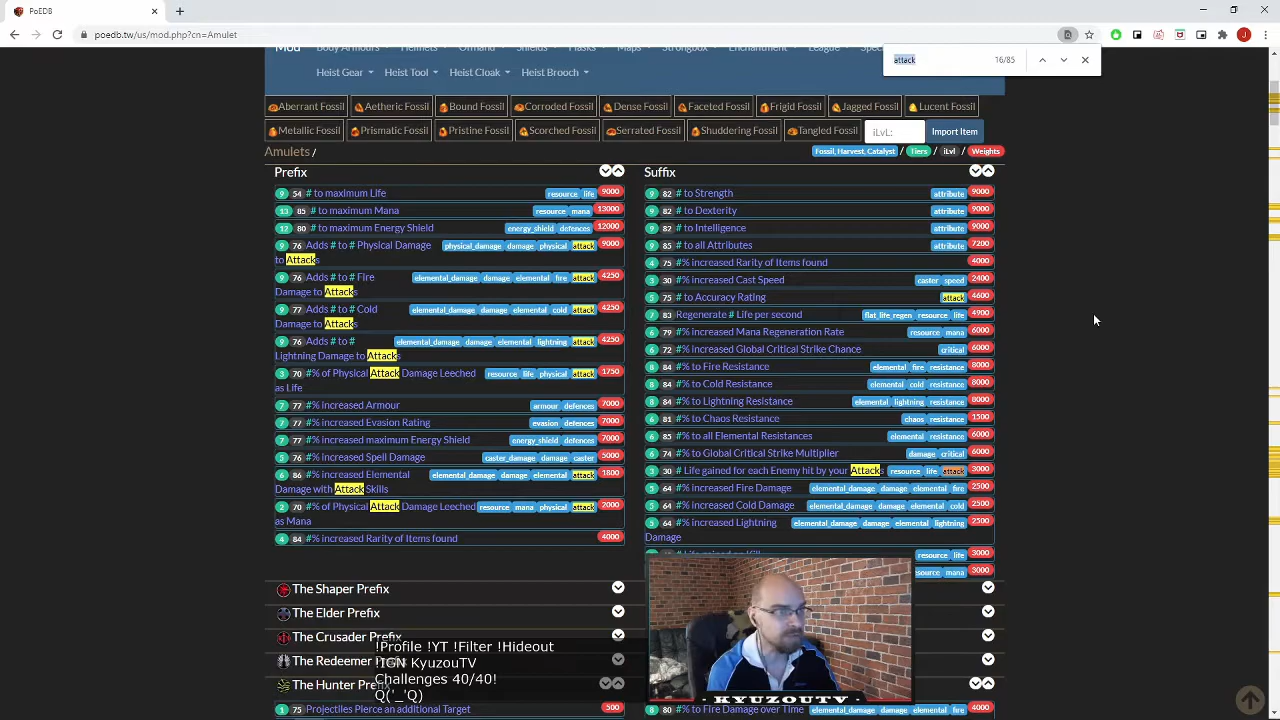 PoEDB
poedb.tw/us/mod.php?cn=Amulet
attack 16/85
Mod Body Armours Helmets Offhand Shields Flasks Maps Strongbox Enchantment League
Heist Gear Heist Tool Heist Cloak Heist Brooch
Aberrant Fossil Aetheric Fossil Bound Fossil Corroded Fossil Dense Fossil Faceted Fossil Frigid Fossil Jagged Fossil Lucent Fossil
Metallic Fossil Prismatic Fossil Pristine Fossil Scorched Fossil Serrated Fossil Shuddering Fossil Tangled Fossil iLvL: Import Item
Amulets / Fossil, Harvest, Catalyst / Tiers / iLvl / Weights
Prefix
9 54 # to maximum Life resource life 9000
13 85 # to maximum Mana resource mana 13000
12 80 # to maximum Energy Shield energy_shield defences 12000
9 76 Adds # to # Physical Damage physical_damage damage physical attack 9000
to Attacks
9 76 Adds # to # Fire elemental_damage damage elemental fire attack 4250
Damage to Attacks
9 77 Adds # to # Cold elemental_damage damage elemental cold attack 4250
Damage to Attacks
9 76 Adds # to # elemental_damage damage elemental lightning attack 4250
Lightning Damage to Attacks
3 70 #% of Physical Attack Damage Leeched resource life physical attack 1750
as Life
7 77 #% increased Armour armour defences 7000
7 77 #% increased Evasion Rating evasion defences 7000
7 77 #% increased maximum Energy Shield energy_shield defences 7000
5 76 #% increased Spell Damage caster_damage damage caster 5000
6 86 #% increased Elemental elemental_damage damage elemental attack 1800
Damage with Attack Skills
2 70 #% of Physical Attack Damage Leeched resource mana physical attack 2000
as Mana
4 84 #% increased Rarity of Items found 4000
Suffix
9 82 # to Strength attribute 9000
9 82 # to Dexterity attribute 9000
9 82 # to Intelligence attribute 9000
9 85 # to all Attributes attribute 7200
4 75 #% increased Rarity of Items found 4000
3 30 #% increased Cast Speed caster speed 2400
5 75 # to Accuracy Rating attack 4600
7 83 Regenerate # Life per second flat_life_regen resource life 4900
6 79 #% increased Mana Regeneration Rate resource mana 6000
6 72 #% increased Global Critical Strike Chance critical 6000
8 84 #% to Fire Resistance elemental fire resistance 8000
8 84 #% to Cold Resistance elemental cold resistance 8000
8 84 #% to Lightning Resistance elemental lightning resistance 8000
6 81 #% to Chaos Resistance chaos resistance 1500
6 85 #% to all Elemental Resistances elemental resistance 6000
6 74 #% to Global Critical Strike Multiplier damage critical 6000
3 30 # Life gained for each Enemy hit by your Attacks resource life attack 3000
5 64 #% increased Fire Damage elemental_damage damage elemental fire 2500
5 64 #% increased Cold Damage elemental_damage damage elemental cold 2500
5 64 #% increased Lightning elemental_damage damage elemental lightning 2500
Damage
# Life gained on Kill resource life 3000
resource mana 3000
The Shaper Prefix
The Elder Prefix
The Crusader Prefix
The Redeemer
The Hunter Prefix
1 75 Projectiles Pierce an additional Target 500
8 80 #% to Fire Damage over Time elemental_damage damage elemental fire 4000
!Profile !YT !Filter !Hideout
IGN KyuzouTV
Challenges 40/40!
Q('_'Q)
KYUZOUTV